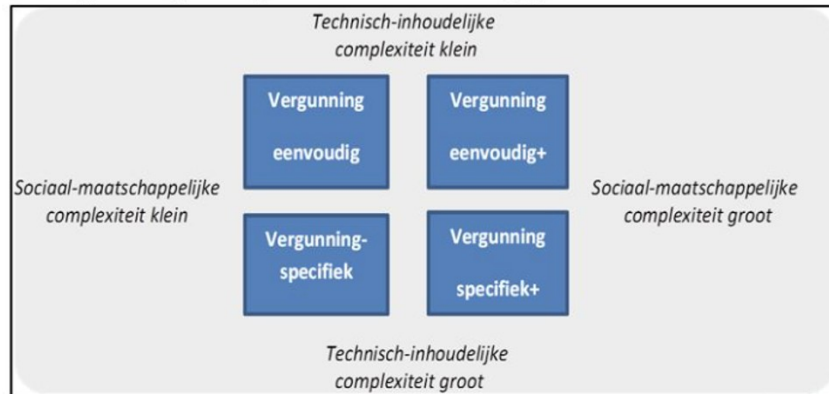 Technisch-inhoudelijke
complexiteit klein
Vergunning
eenvoudig
Vergunning
eenvoudig+
Sociaal-maatschappelijke
complexiteit klein
Sociaal-maatschappelijke
complexiteit groot
Vergunning-
specifiek
Vergunning
specifiek+
Technisch-inhoudelijke
complexiteit groot